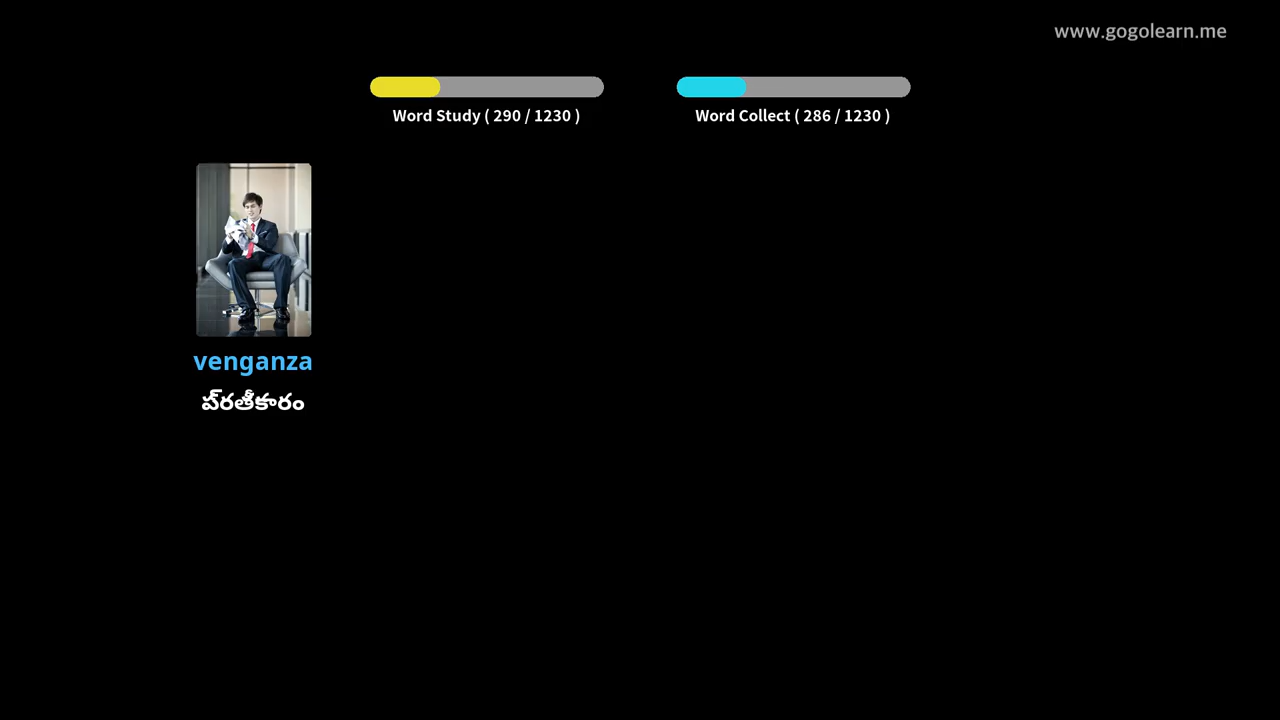 www.gogolearn.me
Word Study ( 290 / 1230 )
Word Collect ( 286 / 1230 )
venganza
ప్రతీకారం